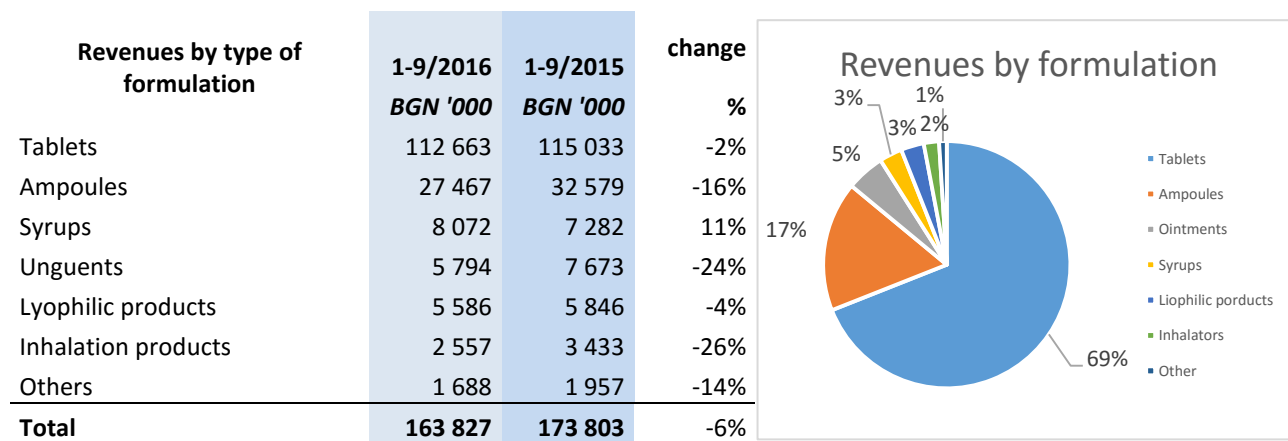 Revenues by type of formulation 1-9/2016 1-9/2015 change
BGN '000 BGN '000 %
Tablets 112 663 115 033 -2%
Ampoules 27 467 32 579 -16%
Syrups 8 072 7 282 11%
Unguents 5 794 7 673 -24%
Lyophilic products 5 586 5 846 -4%
Inhalation products 2 557 3 433 -26%
Others 1 688 1 957 -14%
Total 163 827 173 803 -6%
Revenues by formulation
3%
1%
3%
2%
5%
17%
69%
Tablets
Ampoules
Ointments
Syrups
Liophilic porducts
Inhalators
Other